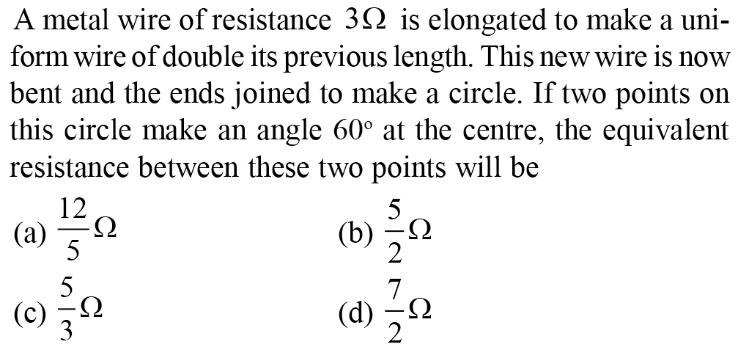 A metal wire of resistance 3Ω is elongated to make a uni-
form wire of double its previous length. This new wire is now
bent and the ends joined to make a circle. If two points on
this circle make an angle 60º at the centre, the equivalent
resistance between these two points will be
(a) 12/5 Ω (b) 5/2 Ω
(c) 5/3 Ω (d) 7/2 Ω